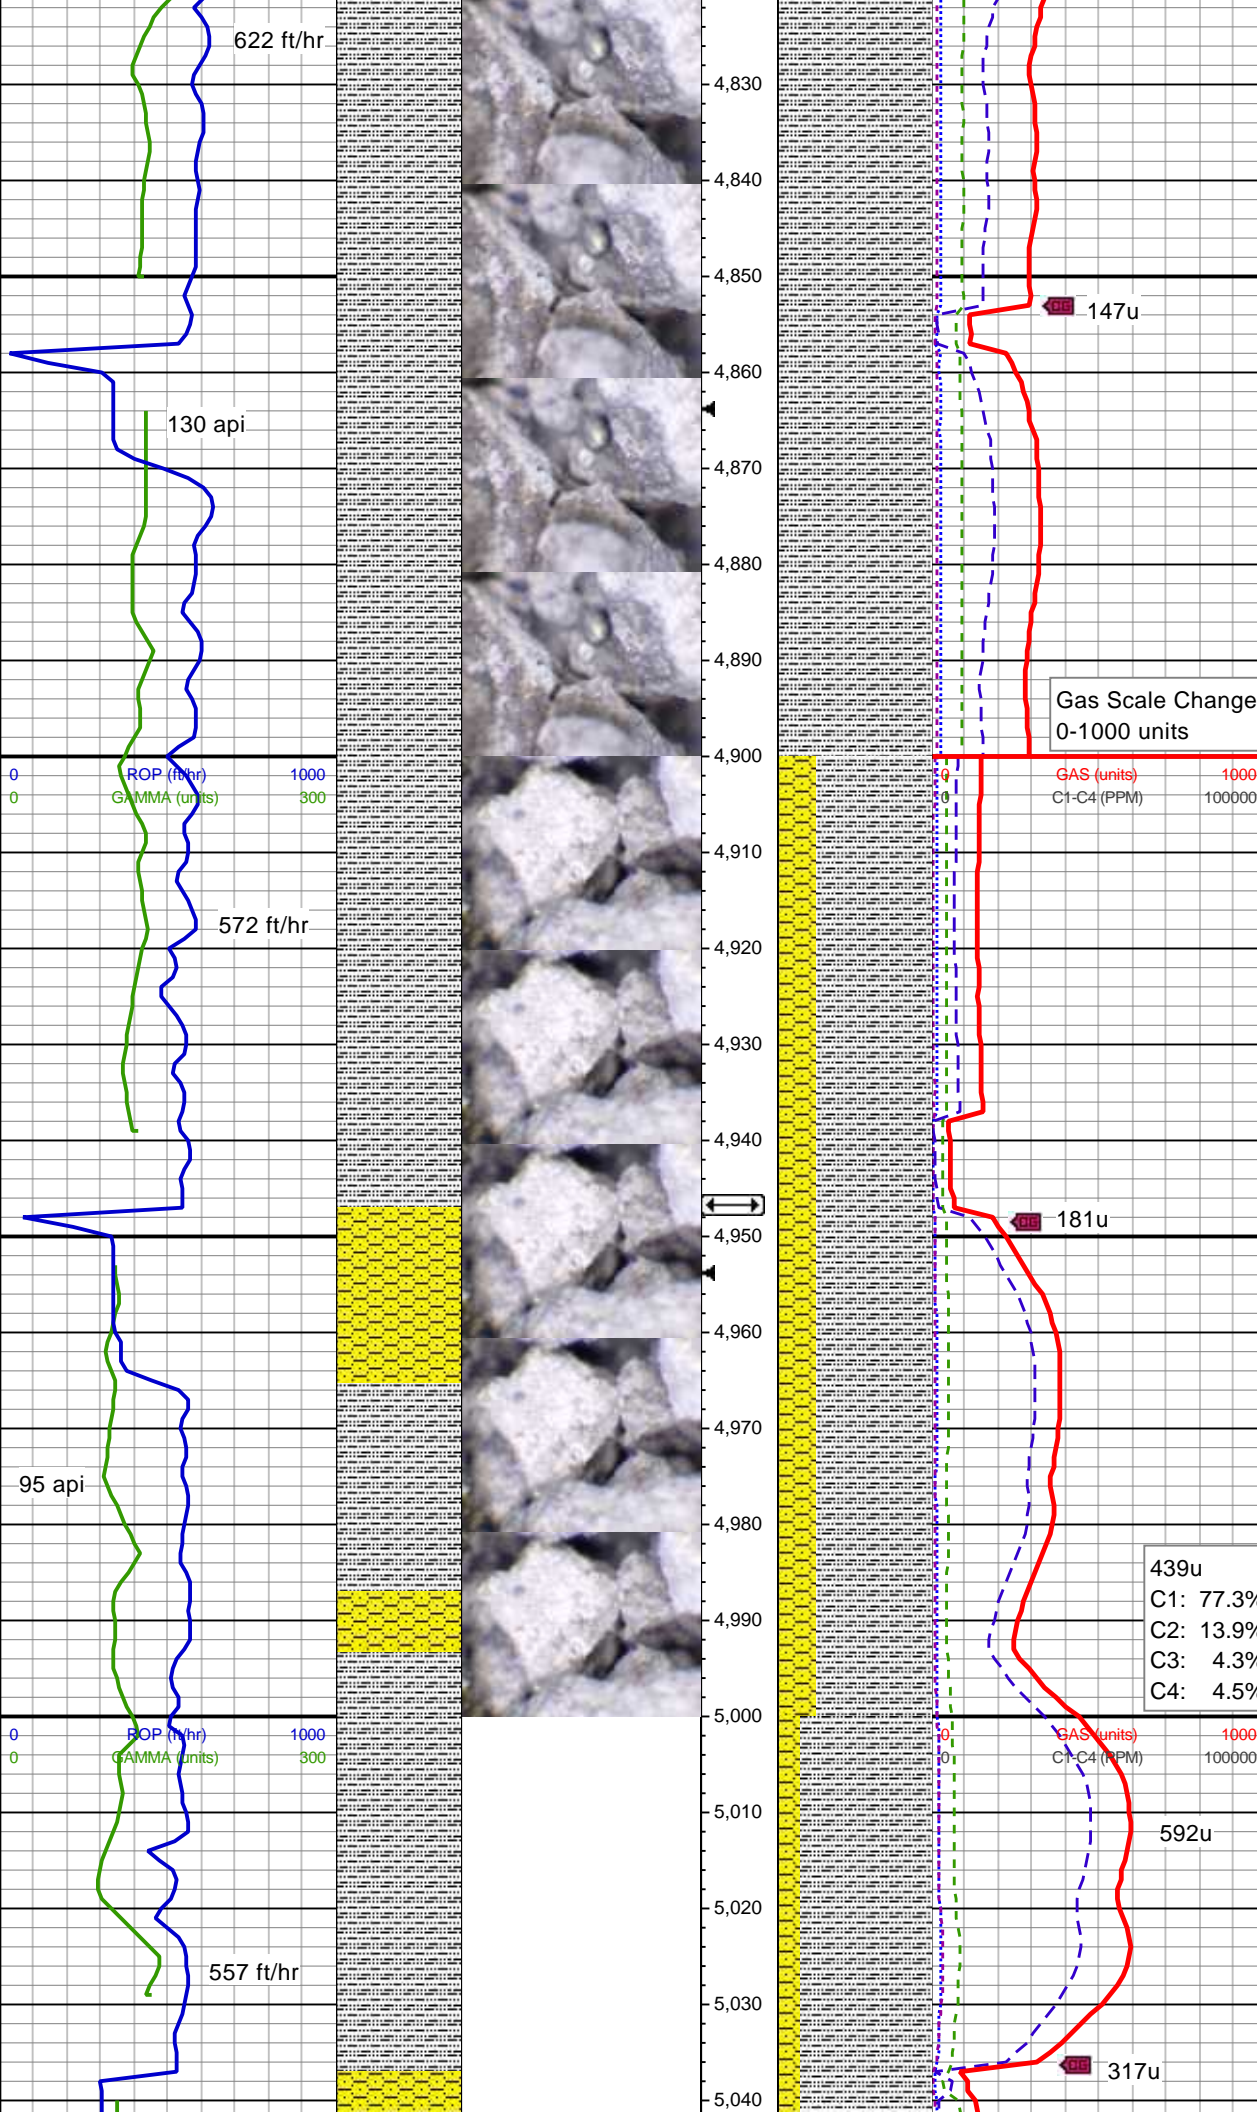 622 ft/hr
4,830
4,840
4,850
147u
4,860
130 api
4,870
4,880
4,890
Gas Scale Change
0-1000 units
4,900
0 ROP (ft/hr) 1000
0 GAMMA (units) 300
0 GAS (units) 1000
0 C1-C4 (PPM) 100000
4,910
572 ft/hr
4,920
4,930
4,940
181u
4,950
4,960
4,970
95 api
4,980
439u
C1: 77.3%
4,990
C2: 13.9%
C3: 4.3%
C4: 4.5%
5,000
0 ROP (ft/hr) 1000
0 GAMMA (units) 300
0 GAS (units) 1000
0 C1-C4 (PPM) 100000
5,010
592u
5,020
557 ft/hr
5,030
317u
5,040